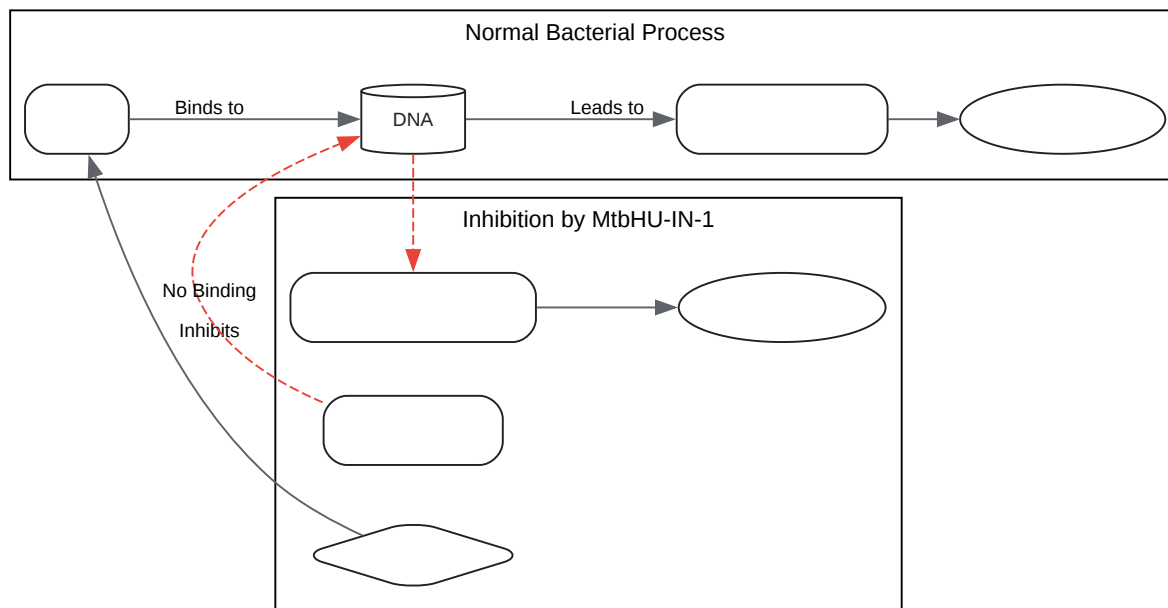 Normal Bacterial Process
Binds to
DNA
Leads to
Inhibition by MtbHU-IN-1
No Binding
Inhibits